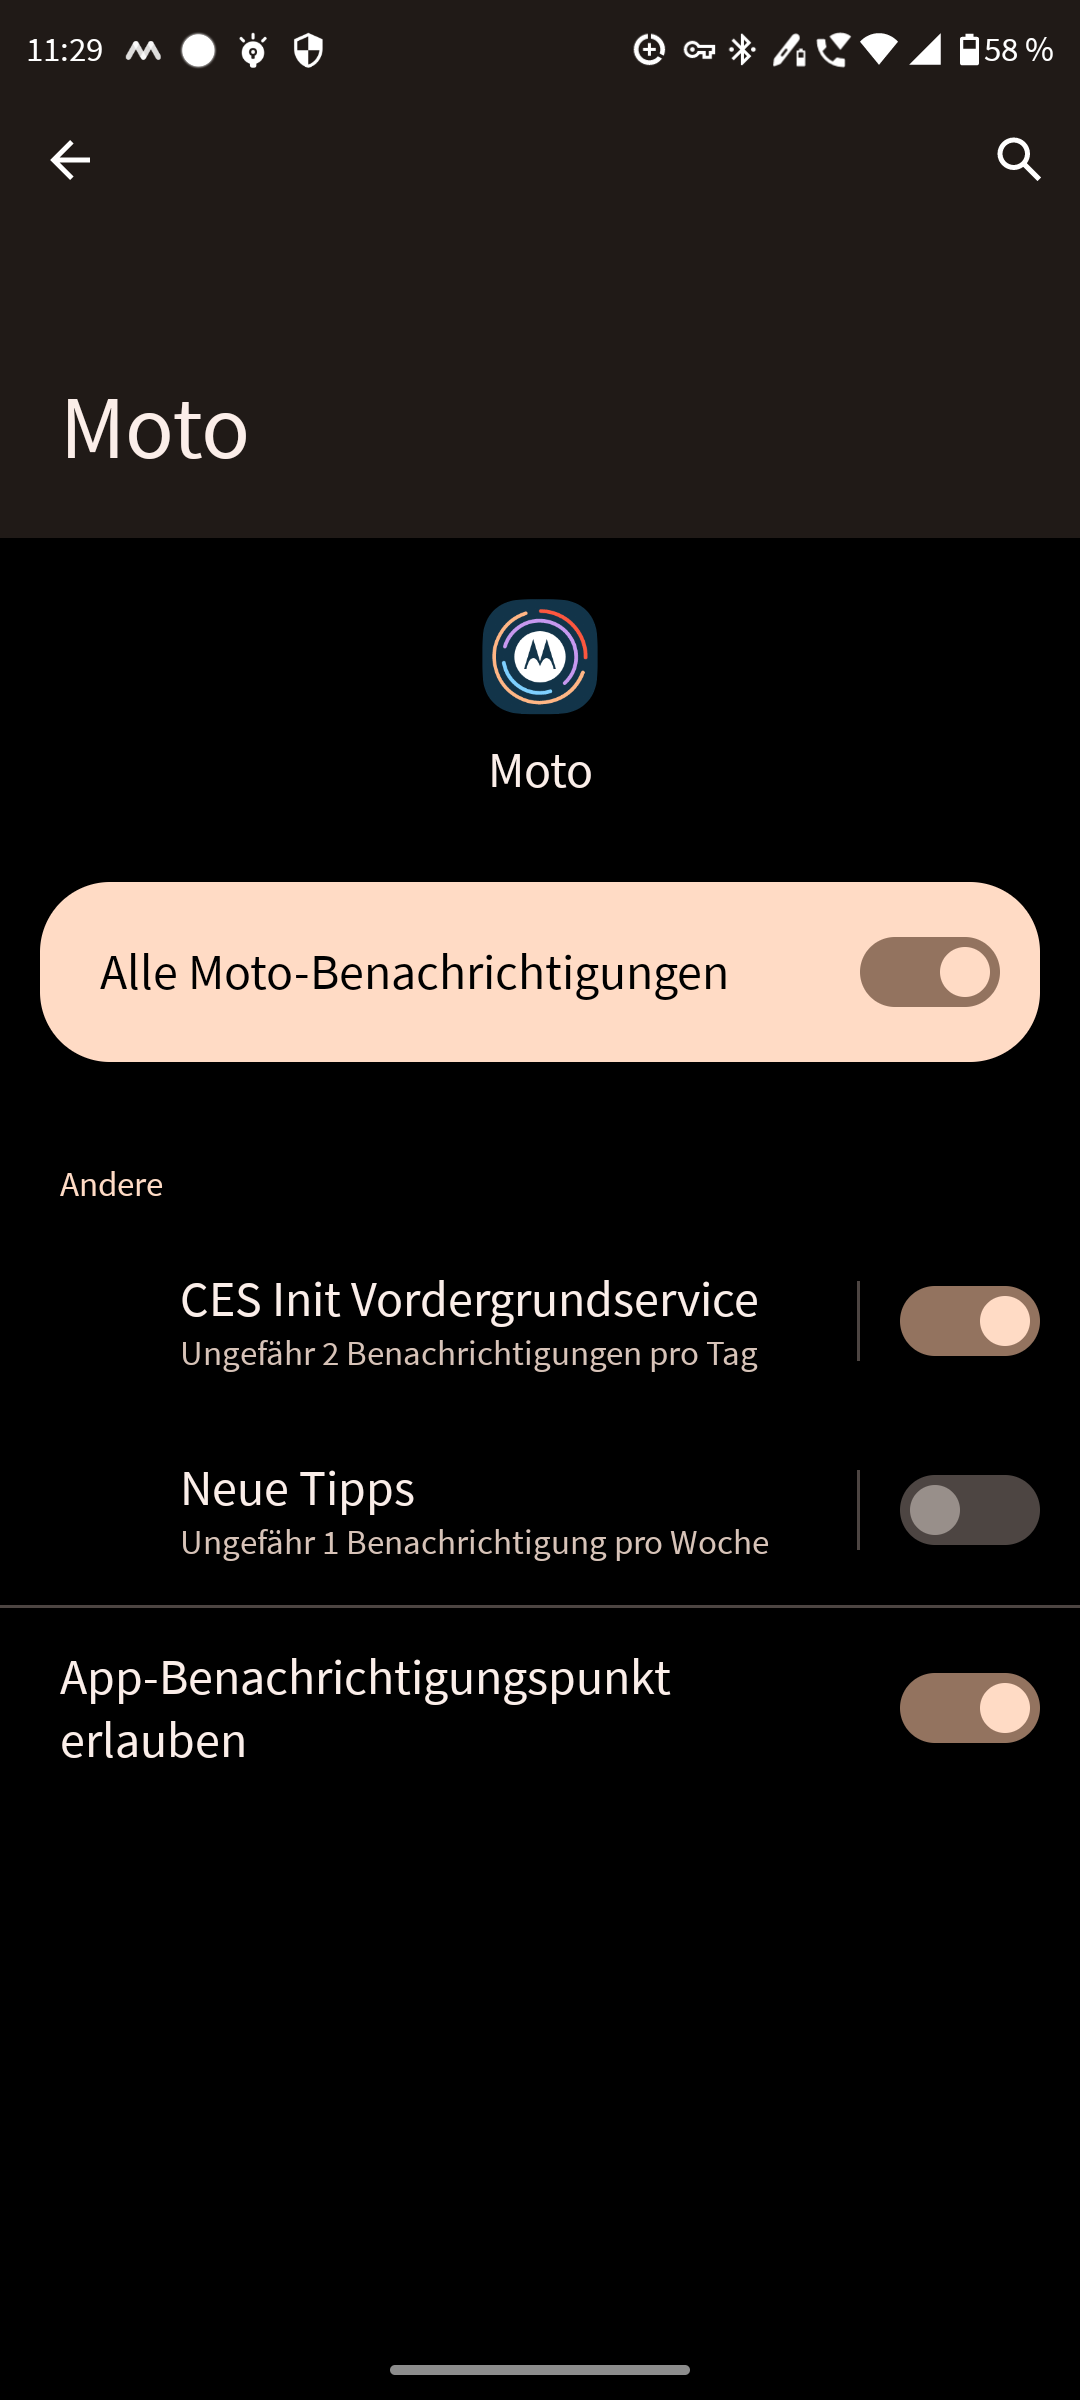 11:29
58 %
Moto
Moto
Alle Moto-Benachrichtigungen
Andere
CES Init Vordergrundservice
Ungefähr 2 Benachrichtigungen pro Tag
Neue Tipps
Ungefähr 1 Benachrichtigung pro Woche
App-Benachrichtigungspunkt
erlauben